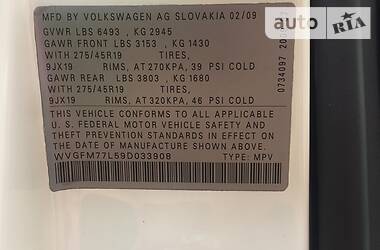 AUTO RIA
MFD. BY VOLKSWAGEN AG SLOVAKIA 02/09
GVWR LBS 6493 , KG 2945
GAWR FRONT LBS 3153 , KG 1430
WITH 275/45R19 TIRES,
9JX19 RIMS, AT 270KPA, 39 PSI COLD
GAWR REAR LBS 3803 , KG 1680
WITH 275/45R19 TIRES,
9JX19 RIMS, AT 320KPA, 46 PSI COLD
THIS VEHICLE CONFORMS TO ALL APPLICABLE
U. S. FEDERAL MOTOR VEHICLE SAFETY AND
THEFT PREVENTION STANDARDS IN EFFECT ON
THE DATE OF MANUFACTURE SHOWN ABOVE.
WVGFM77L59D033908 TYPE: MPV
0734097